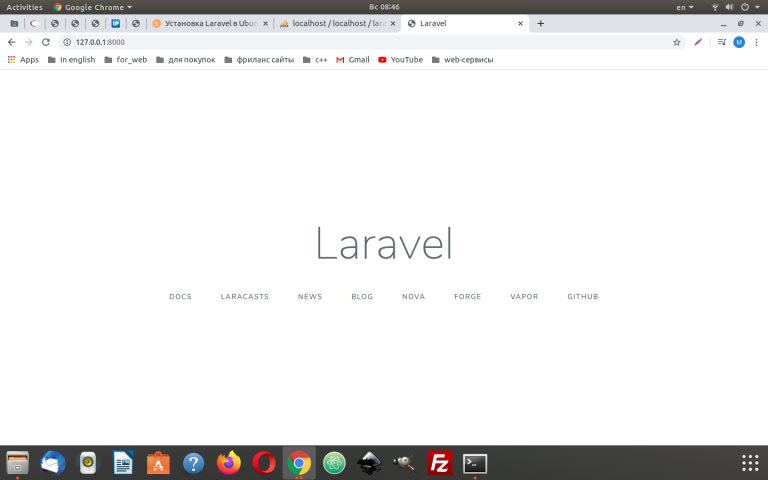 Activities Google Chrome Вс 08:46 en
Установка Laravel в Ubun localhost / localhost / lara Laravel
127.0.0.1:8000 M
Apps In english for_web для покупок фриланс сайты c++ Gmail YouTube web-сервисы
Laravel
DOCS LARACASTS NEWS BLOG NOVA FORGE VAPOR GITHUB